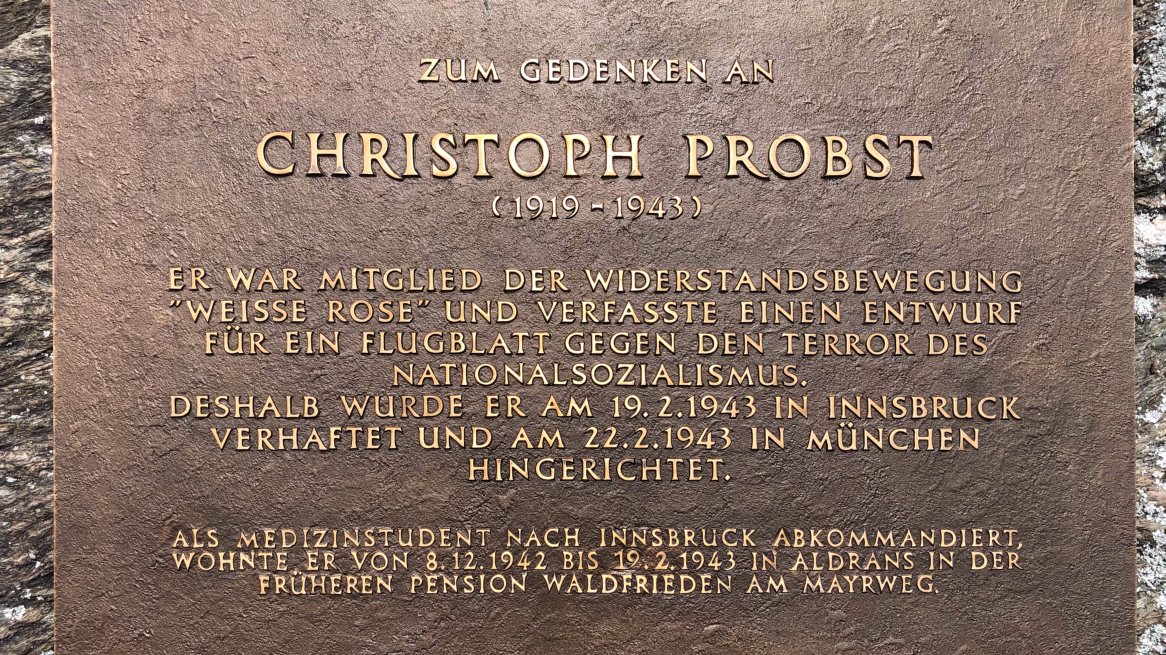 ZUM GEDENKEN AN
CHRISTOPH PROBST
(1919-1943)
ER WAR MITGLIED DER WIDERSTANDSBEWEGUNG
"WEISSE ROSE" UND VERFASSTE EINEN ENTWURF
FÜR EIN FLUGBLATT GEGEN DEN TERROR DES
NATIONALSOZIALISMUS.
DESHALB WURDE ER AM 19.2.1943 IN INNSBRUCK
VERHAFTET UND AM 22.2.1943 IN MÜNCHEN
HINGERICHTET.
ALS MEDIZINSTUDENT NACH INNSBRUCK ABKOMMANDIERT,
WOHNTE ER VON 8.12.1942 BIS 19.2.1943 IN ALDRANS IN DER
FRÜHEREN PENSION WALDFRIEDEN AM MAYRWEG.